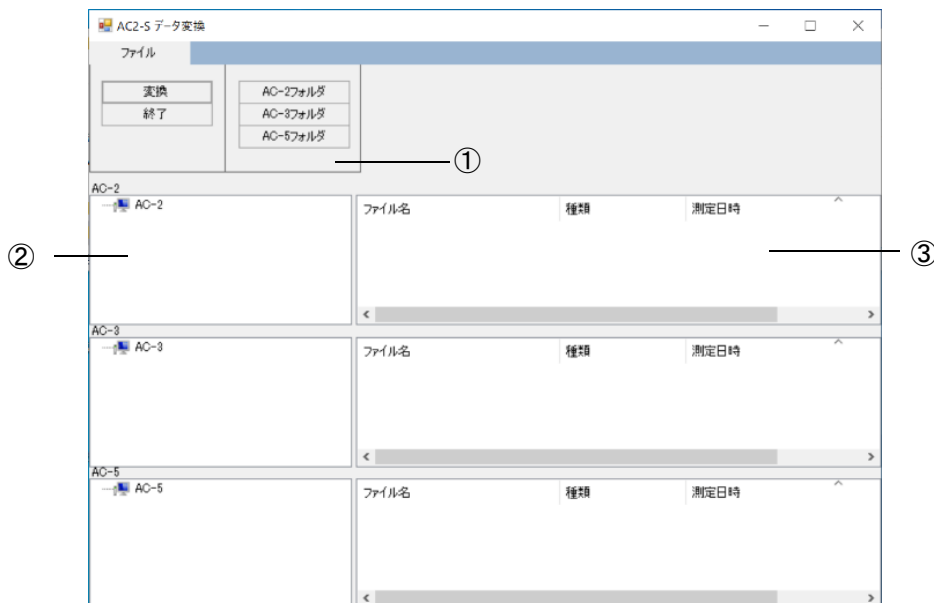 AC2-S データ変換
ファイル
変換
終了
AC-2フォルダ
AC-3フォルダ
AC-5フォルダ
①
AC-2
AC-2
ファイル名 種類 測定日時
②
③
AC-3
AC-3
ファイル名 種類 測定日時
AC-5
AC-5
ファイル名 種類 測定日時